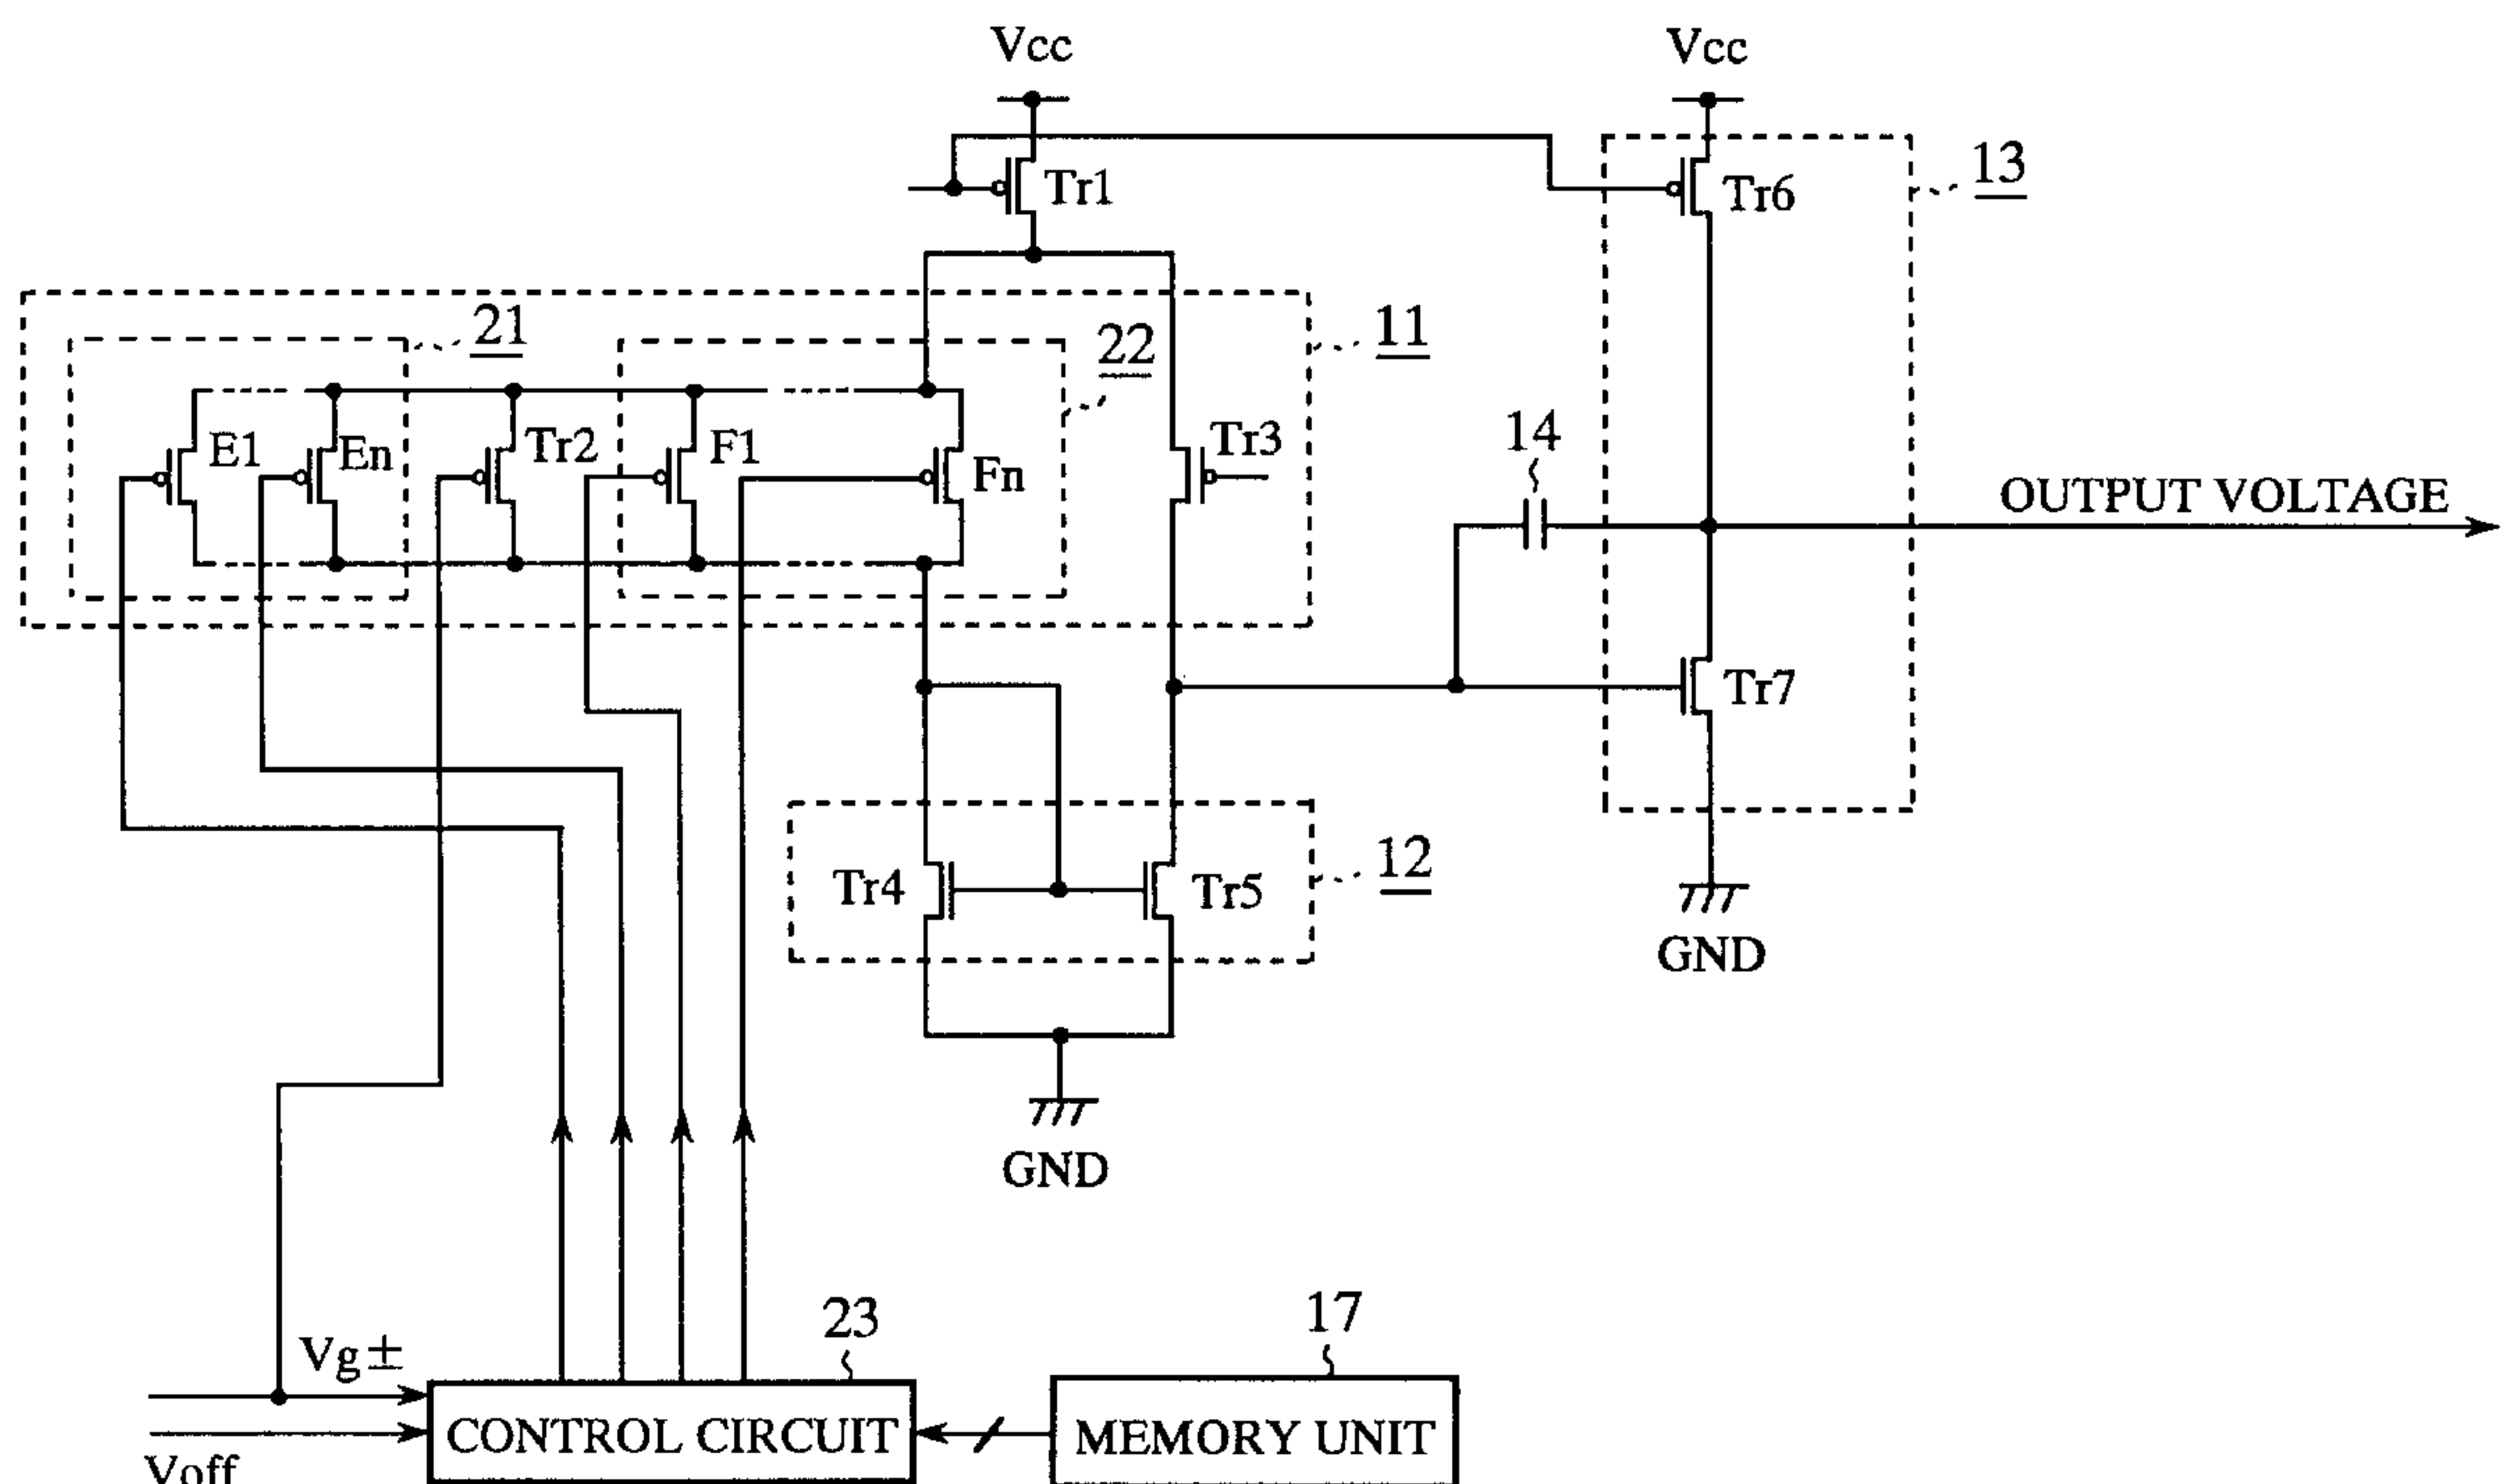 Vcc
Vcc
Tr1
Tr6
13
21
22
11
E1
En
Tr2
F1
Fn
Tr3
14
OUTPUT VOLTAGE
Tr7
Tr4
Tr5
12
GND
GND
23
17
Vg±
CONTROL CIRCUIT
MEMORY UNIT
Voff